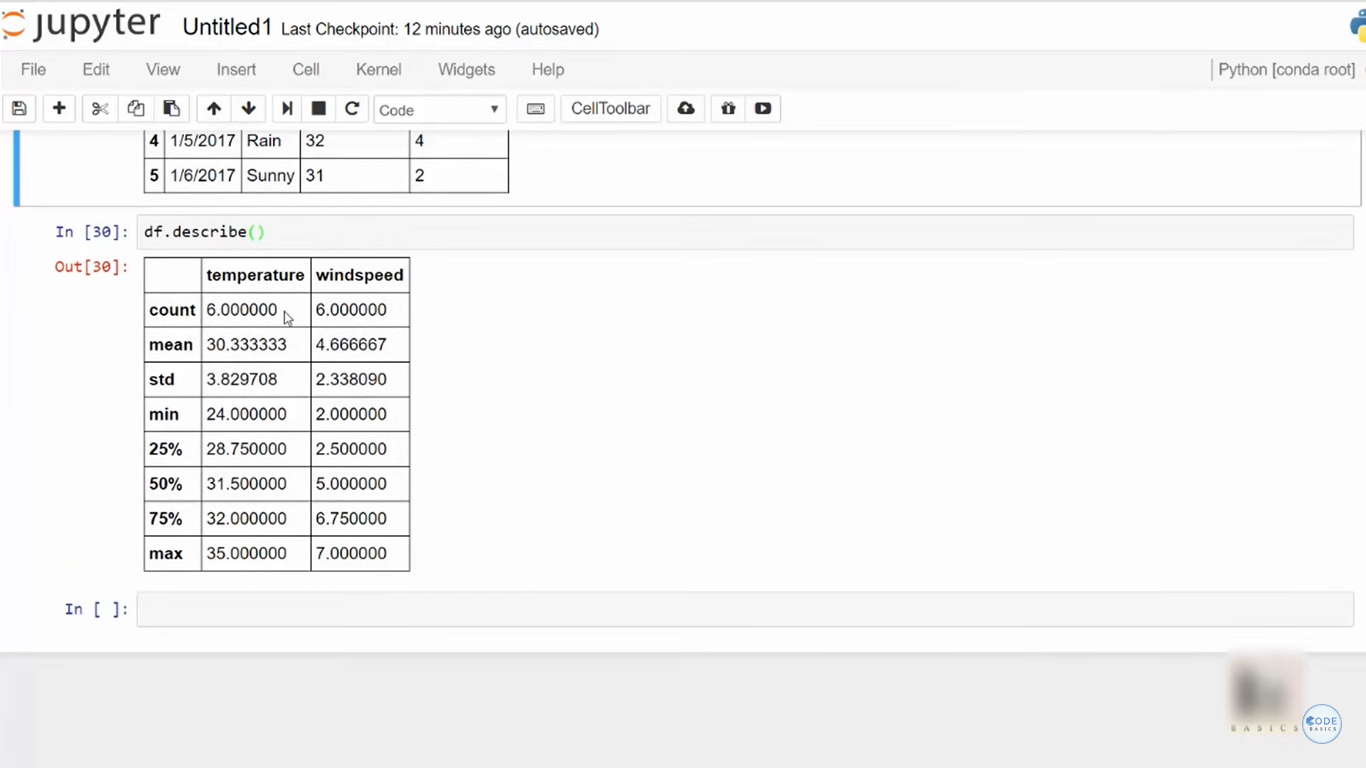 jupyter Untitled1 Last Checkpoint: 12 minutes ago (autosaved)
File Edit View Insert Cell Kernel Widgets Help Python [conda root]
Code CellToolbar
4 1/5/2017 Rain 32 4
5 1/6/2017 Sunny 31 2
In [30]: df.describe()
Out[30]:
temperature windspeed
count 6.000000 6.000000
mean 30.333333 4.666667
std 3.829708 2.338090
min 24.000000 2.000000
25% 28.750000 2.500000
50% 31.500000 5.000000
75% 32.000000 6.750000
max 35.000000 7.000000
In [ ]:
BASICS
CODE
BASICS